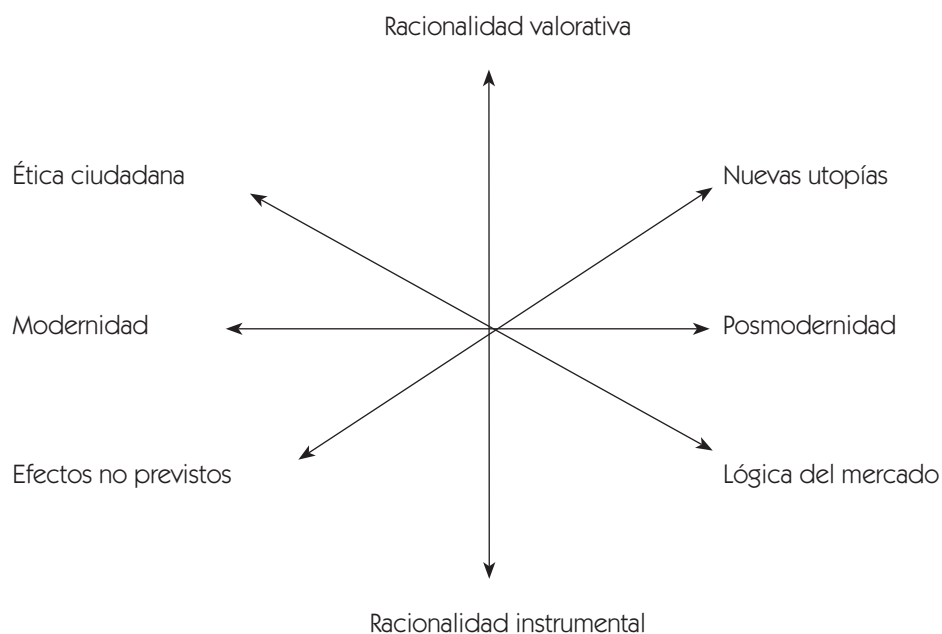 Racionalidad valorativa
Ética ciudadana
Nuevas utopías
Modernidad
Posmodernidad
Efectos no previstos
Lógica del mercado
Racionalidad instrumental